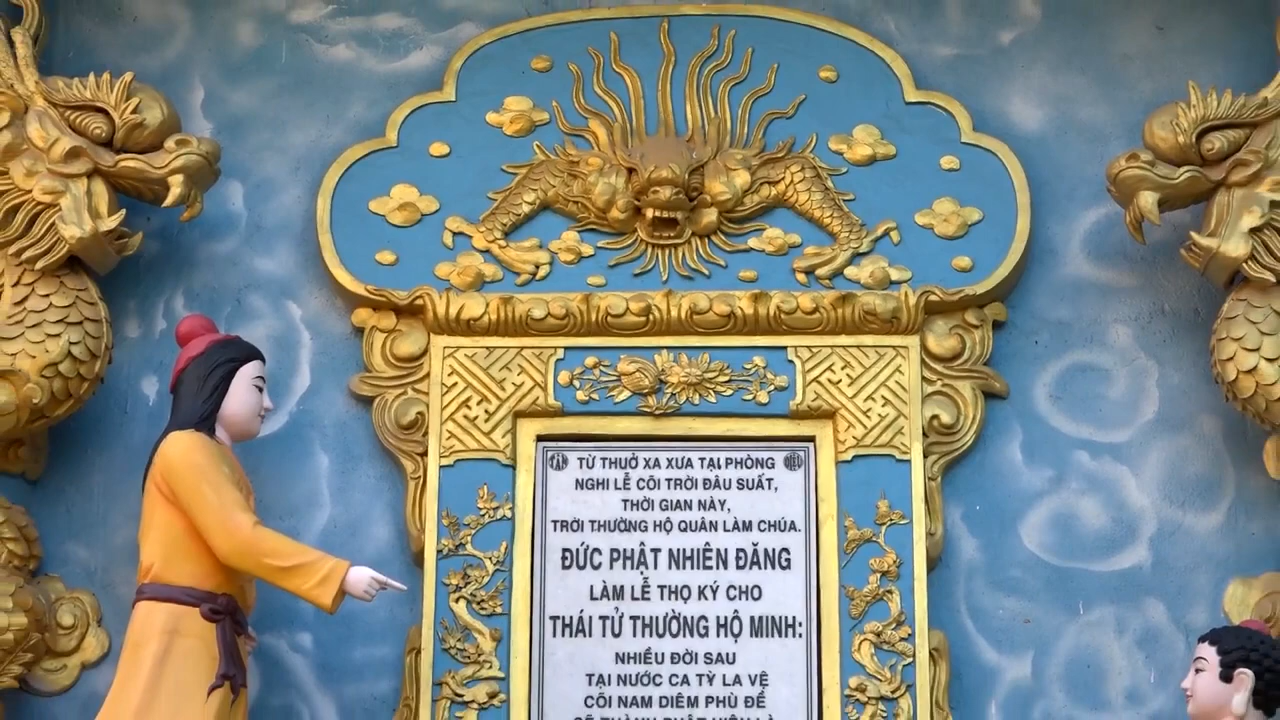 TỪ THUỞ XA XƯA TẠI PHÒNG
NGHI LỄ CÕI TRỜI ĐÂU SUẤT,
THỜI GIAN NÀY,
TRỜI THƯỜNG HỘ QUÂN LÀM CHÚA.
ĐỨC PHẬT NHIÊN ĐĂNG
LÀM LỄ THỌ KÝ CHO
THÁI TỬ THƯỜNG HỘ MINH:
NHIỀU ĐỜI SAU
TẠI NƯỚC CA TỲ LA VỆ
CÕI NAM DIÊM PHÙ ĐỀ